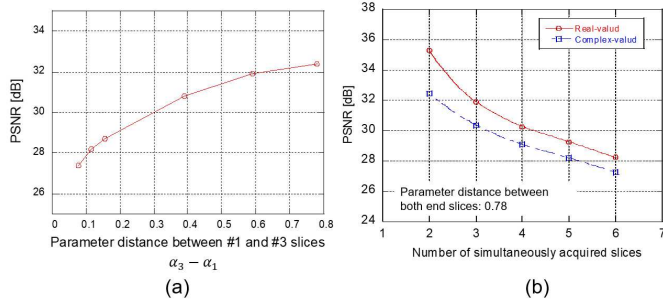 (a)
34
32
30
28
26
PSNR [dB]
0 0.1 0.2 0.3 0.4 0.5 0.6 0.7 0.8
Parameter distance between #1 and #3 slices
α₃ − α₁
(a)
38
36
34
32
30
28
26
24
22
PSNR [dB]
Real-valud
Complex-valud
Parameter distance between
both end slices: 0.78
1 2 3 4 5 6 7
Number of simultaneously acquired slices
(b)